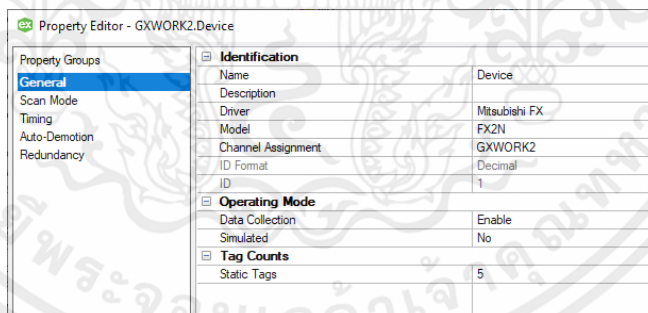 ex Property Editor - GXWORK2.Device
Property Groups
General
Scan Mode
Timing
Auto-Demotion
Redundancy
Identification
Name Device
Description
Driver Mitsubishi FX
Model FX2N
Channel Assignment GXWORK2
ID Format Decimal
ID 1
Operating Mode
Data Collection Enable
Simulated No
Tag Counts
Static Tags 5